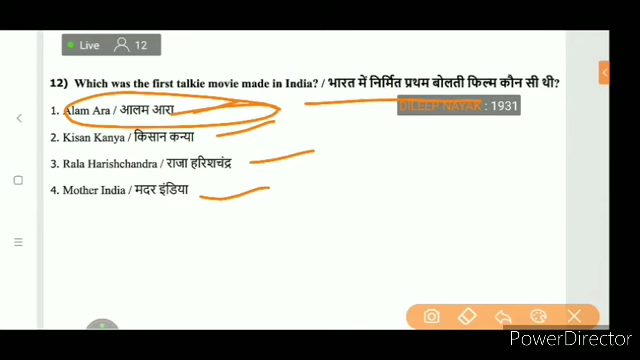 Live 12
12) Which was the first talkie movie made in India? / भारत में निर्मित प्रथम बोलती फिल्म कौन सी थी?
1. Alam Ara / आलम आरा
DILEEP NAYAK : 1931
2. Kisan Kanya / किसान कन्या
3. Rala Harishchandra / राजा हरिशचंद्र
4. Mother India / मदर इंडिया
PowerDirector